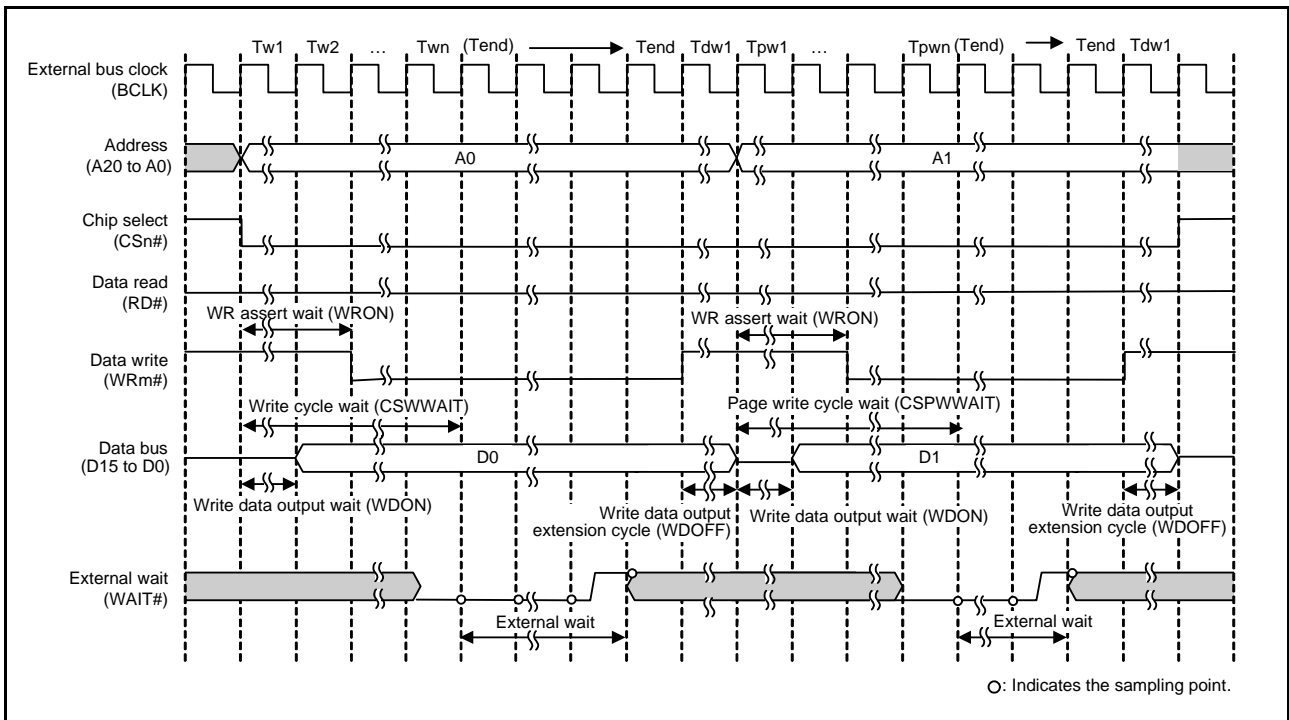 Tw1 Tw2 … Twn (Tend) Tend Tdw1 Tpw1 … Tpwn (Tend) Tend Tdw1
External bus clock
(BCLK)
Address
(A20 to A0)
A0 A1
Chip select
(CSn#)
Data read
(RD#)
WR assert wait (WRON) WR assert wait (WRON)
Data write
(WRm#)
Write cycle wait (CSWWAIT) Page write cycle wait (CSPWWAIT)
Data bus
(D15 to D0)
D0 D1
Write data output wait (WDON) Write data output
extension cycle (WDOFF) Write data output wait (WDON) Write data output
extension cycle (WDOFF)
External wait
(WAIT#)
External wait External wait
: Indicates the sampling point.